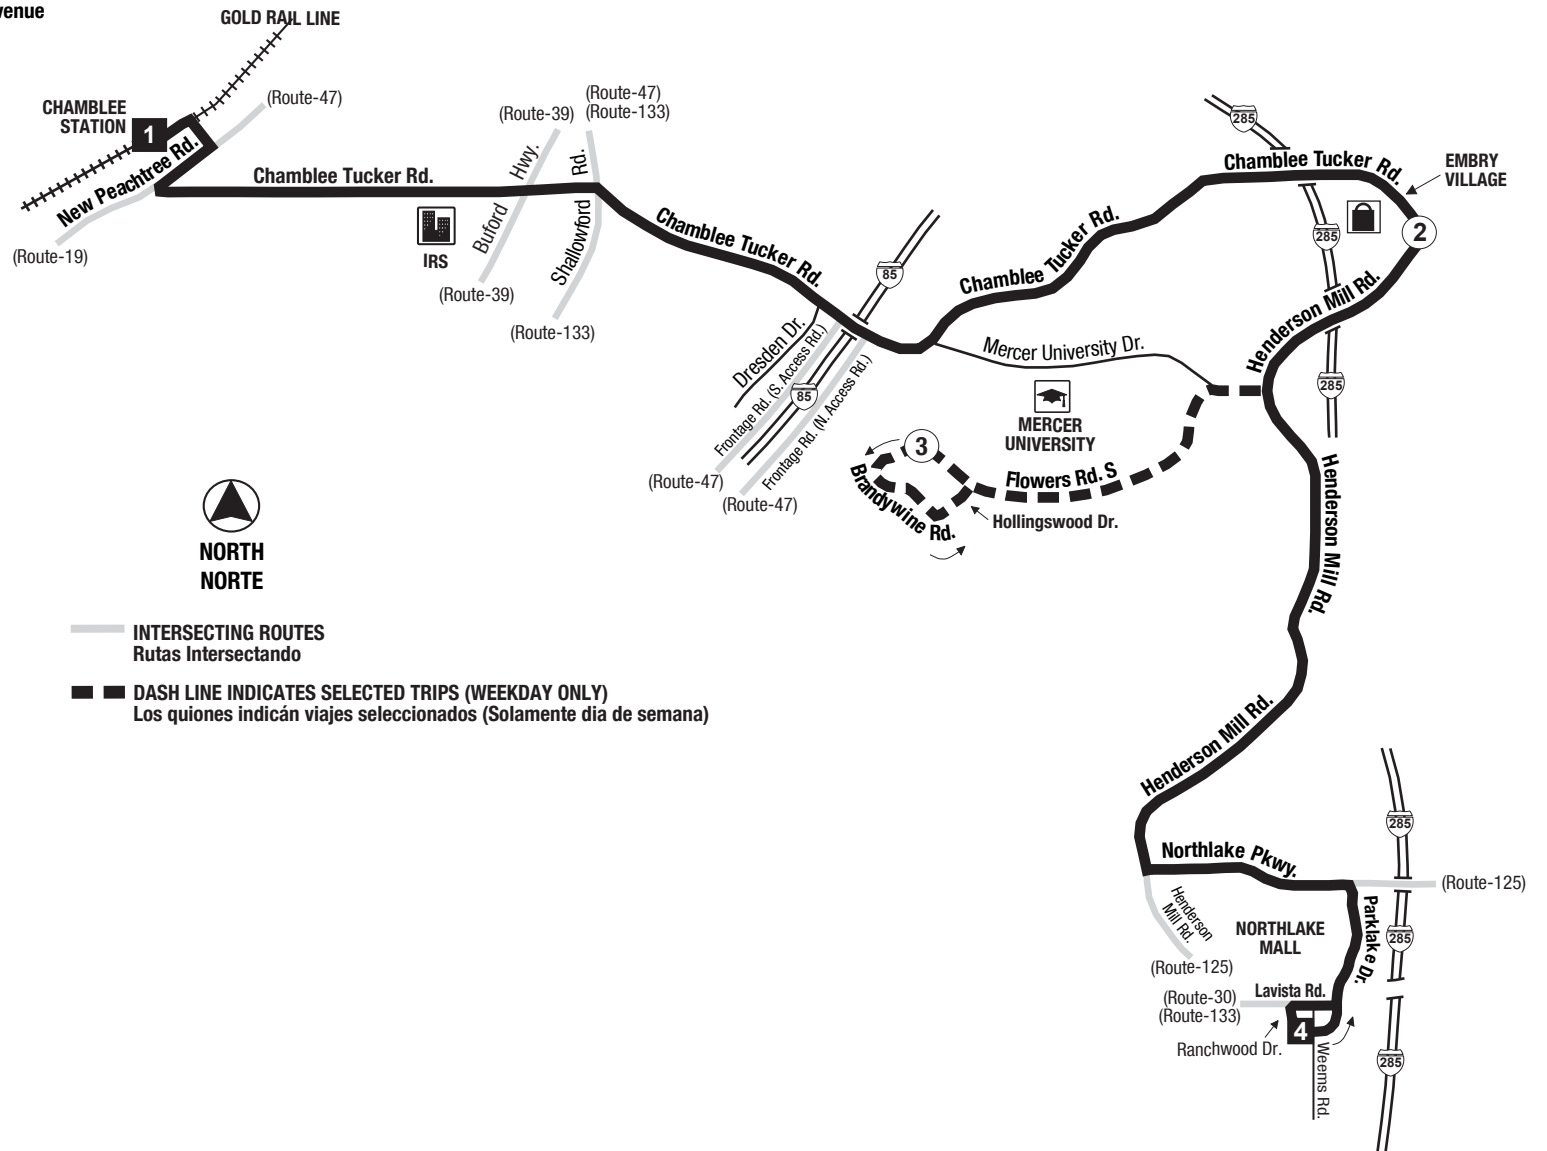 venue
GOLD RAIL LINE
CHAMBLEE
STATION
1
(Route-47)
New Peachtree Rd.
(Route-19)
Chamblee Tucker Rd.
IRS
(Route-39)
Buford Hwy.
(Route-39)
(Route-47)
(Route-133)
Shallowford Rd.
(Route-133)
Chamblee Tucker Rd.
85
Dresden Dr.
Frontage Rd. (S. Access Rd.)
85
Frontage Rd. (N. Access Rd.)
(Route-47)
(Route-47)
Chamblee Tucker Rd.
285
Chamblee Tucker Rd.
EMBRY
VILLAGE
285
2
Henderson Mill Rd.
285
Mercer University Dr.
MERCER
UNIVERSITY
3
Brandywine Rd.
Flowers Rd. S
Hollingswood Dr.
Henderson Mill Rd.
NORTH
NORTE
INTERSECTING ROUTES
Rutas Intersectando
DASH LINE INDICATES SELECTED TRIPS (WEEKDAY ONLY)
Los quiones indicán viajes seleccionados (Solamente dia de semana)
Henderson Mill Rd.
285
Northlake Pkwy.
(Route-125)
Henderson
Mill Rd.
(Route-125)
NORTHLAKE
MALL
Parklake Dr.
285
Lavista Rd.
(Route-30)
(Route-133)
4
Ranchwood Dr.
Weems Rd.
285